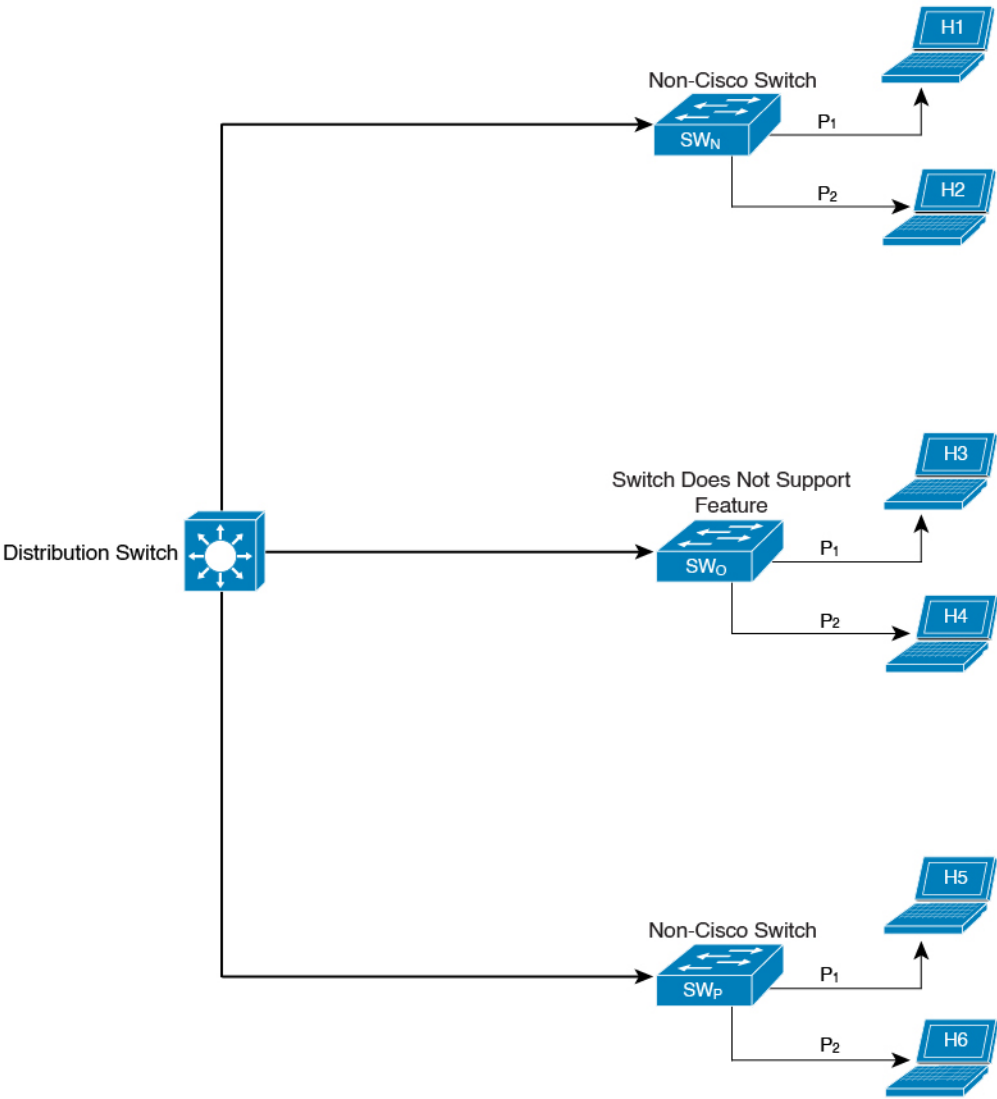 H1
Non-Cisco Switch
P1
SWN
P2
H2
H3
Switch Does Not Support
Feature
Distribution Switch
P1
SWO
P2
H4
H5
Non-Cisco Switch
P1
SWP
P2
H6